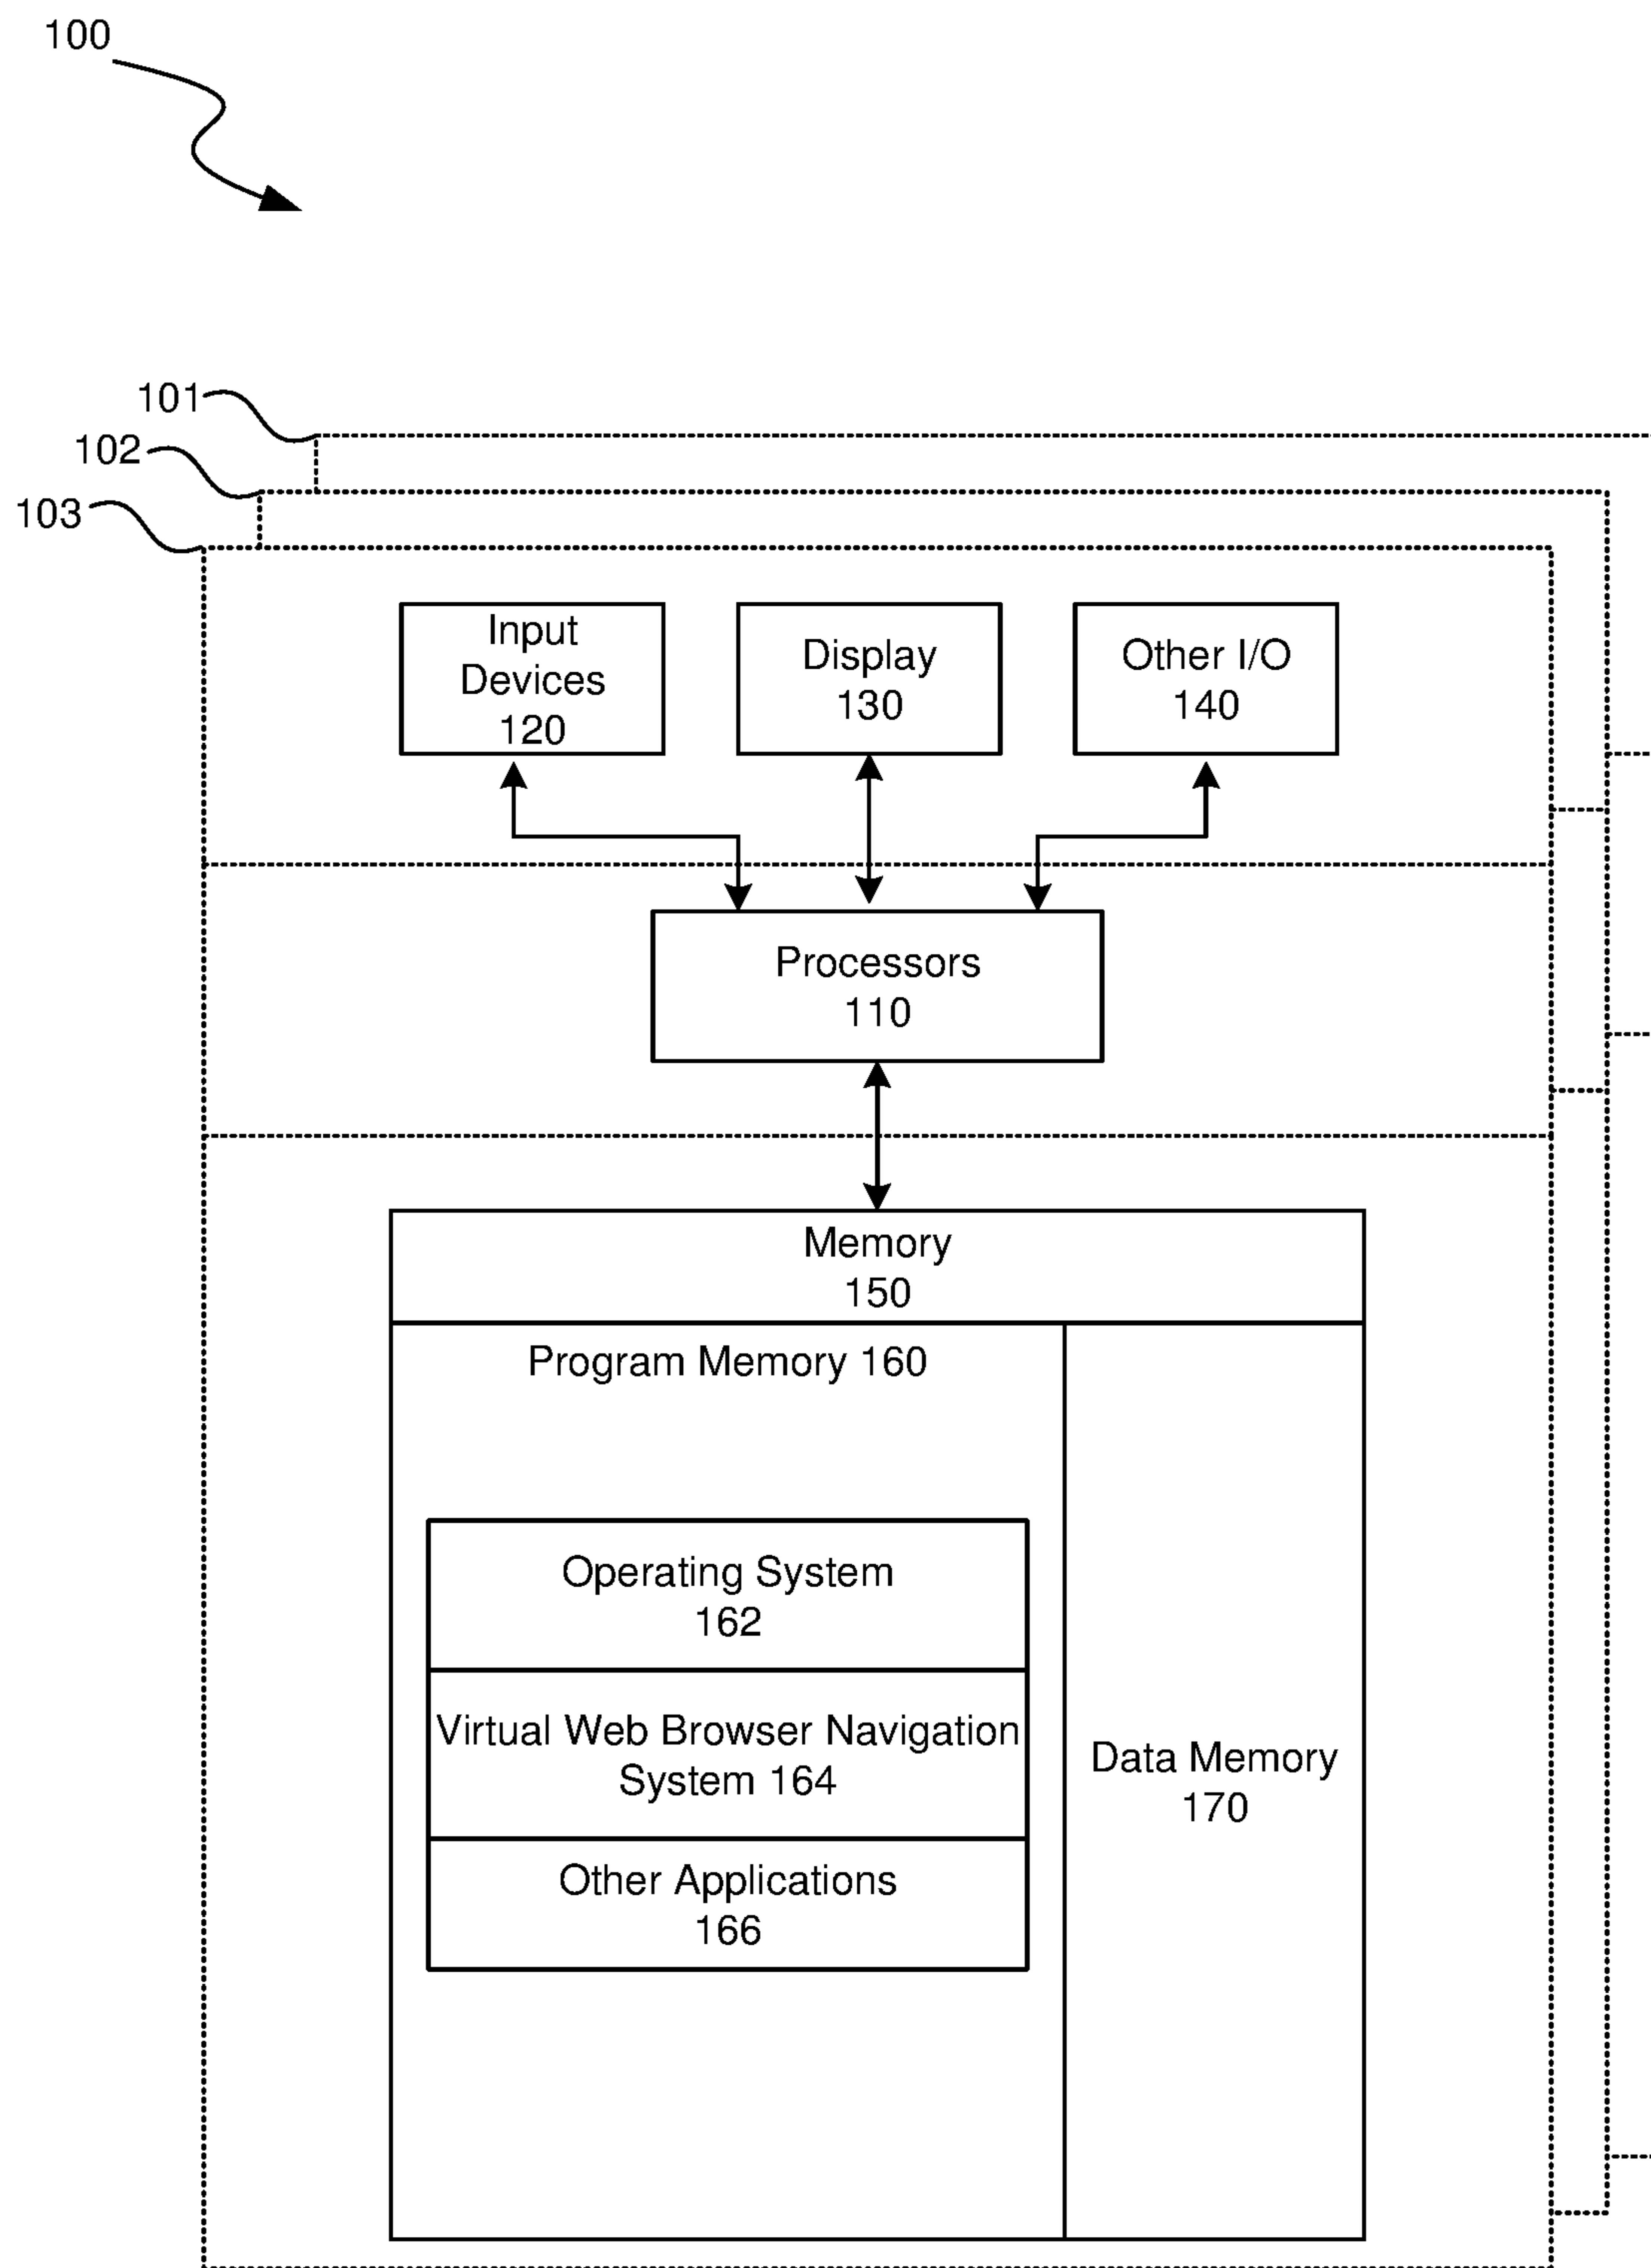 100
101
102
103
Input
Devices
120
Display
130
Other I/O
140
Processors
110
Memory
150
Program Memory 160
Operating System
162
Virtual Web Browser Navigation
System 164
Other Applications
166
Data Memory
170